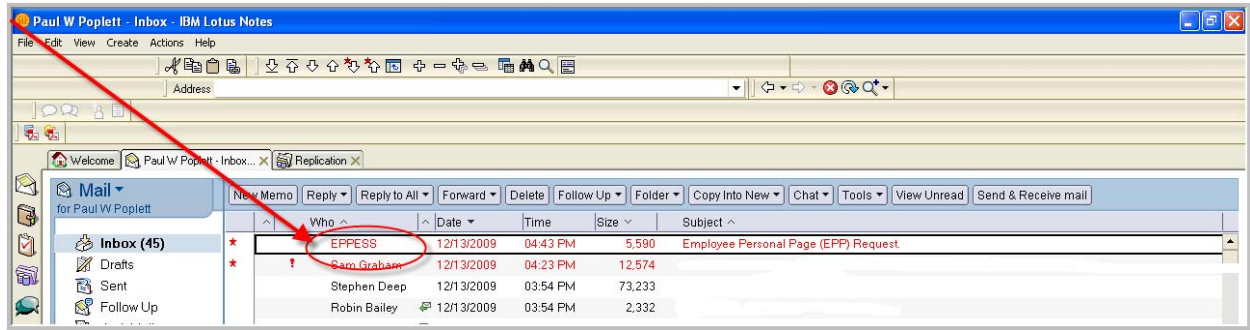 Paul W Poplett - Inbox - IBM Lotus Notes
File Edit View Create Actions Help
Address
Welcome Paul W Poplett - Inbox... Replication
Mail
for Paul W Poplett
New Memo Reply Reply to All Forward Delete Follow Up Folder Copy Into New Chat Tools View Unread Send & Receive mail
Who Date Time Size Subject
Inbox (45) EPPESS 12/13/2009 04:43 PM 5,590 Employee Personal Page (EPP) Request.
Drafts ! Sam Graham 12/13/2009 04:23 PM 12,574
Sent Stephen Deep 12/13/2009 03:54 PM 73,233
Follow Up Robin Bailey 12/13/2009 03:54 PM 2,332